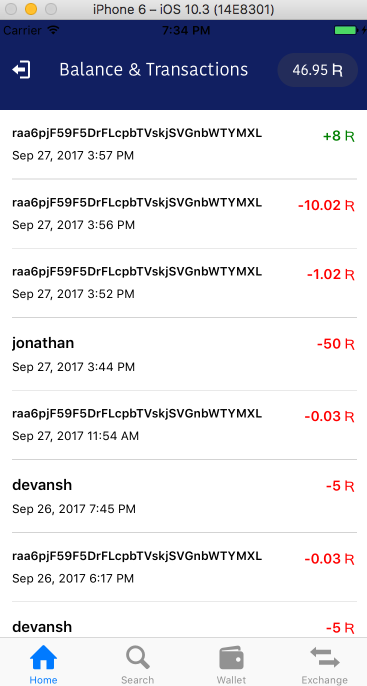 iPhone 6 – iOS 10.3 (14E8301)
Carrier 7:34 PM
Balance & Transactions 46.95 R
raa6pjF59F5DrFLcpbTVskjSVGnbWTYMXL +8 R
Sep 27, 2017 3:57 PM
raa6pjF59F5DrFLcpbTVskjSVGnbWTYMXL -10.02 R
Sep 27, 2017 3:56 PM
raa6pjF59F5DrFLcpbTVskjSVGnbWTYMXL -1.02 R
Sep 27, 2017 3:52 PM
jonathan -50 R
Sep 27, 2017 3:44 PM
raa6pjF59F5DrFLcpbTVskjSVGnbWTYMXL -0.03 R
Sep 27, 2017 11:54 AM
devansh -5 R
Sep 26, 2017 7:45 PM
raa6pjF59F5DrFLcpbTVskjSVGnbWTYMXL -0.03 R
Sep 26, 2017 6:17 PM
devansh -5 R
Home Search Wallet Exchange